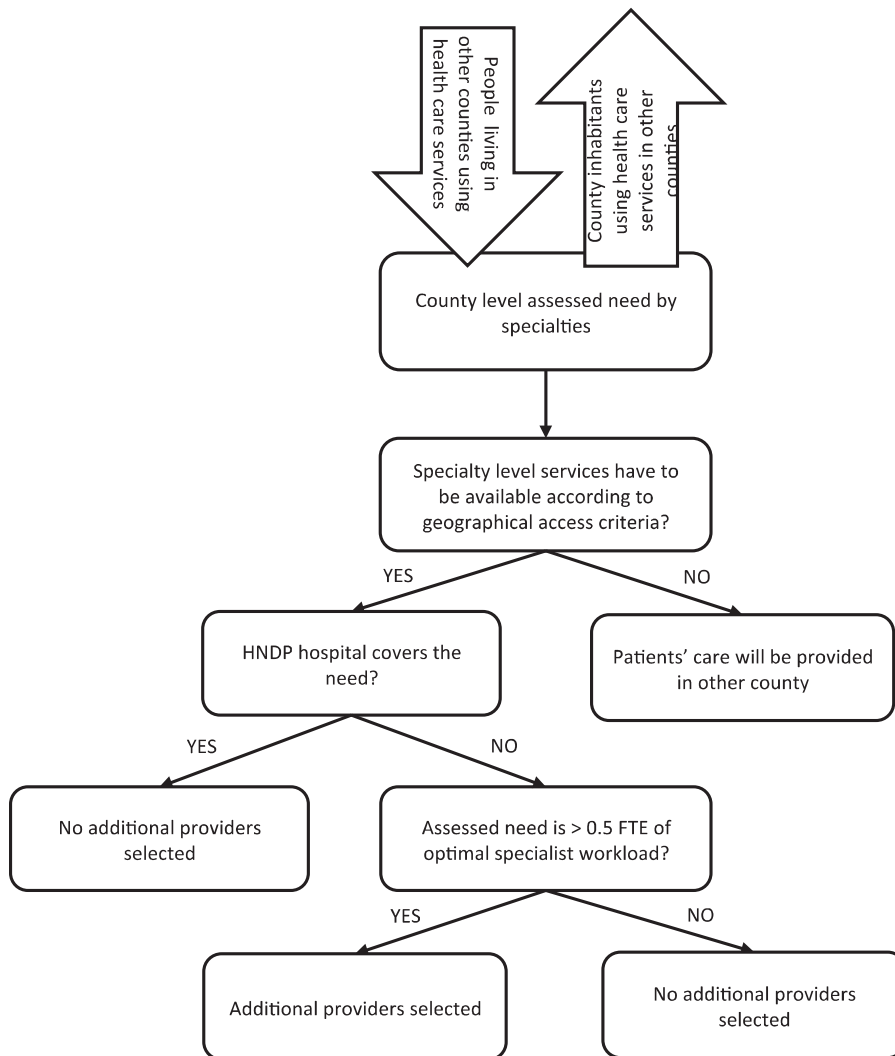 People living in
other counties using
health care services
County inhabitants
using health care
services in other
counties
County level assessed need by
specialties
Specialty level services have to
be available according to
geographical access criteria?
YES
NO
HNDP hospital covers the
need?
Patients’ care will be provided
in other county
YES
NO
No additional providers
selected
Assessed need is > 0.5 FTE of
optimal specialist workload?
YES
NO
Additional providers selected
No additional providers
selected